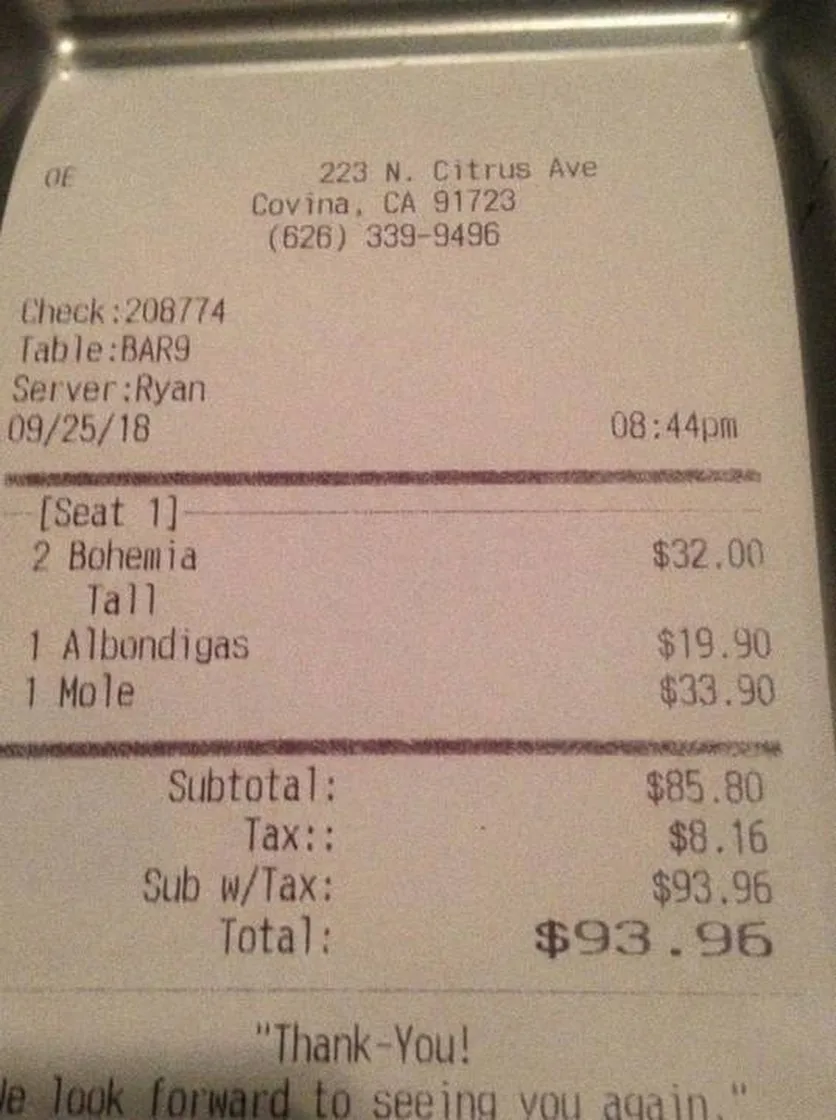 OE 223 N. Citrus Ave
Covina, CA 91723
(626) 339-9496
Check:208774
Table:BAR9
Server:Ryan
09/25/18 08:44pm
[Seat 1]
2 Bohemia $32.00
Tall
1 Albondigas $19.90
1 Mole $33.90
Subtotal: $85.80
Tax:: $8.16
Sub w/Tax: $93.96
Total: $93.96
"Thank-You!
We look forward to seeing you again."